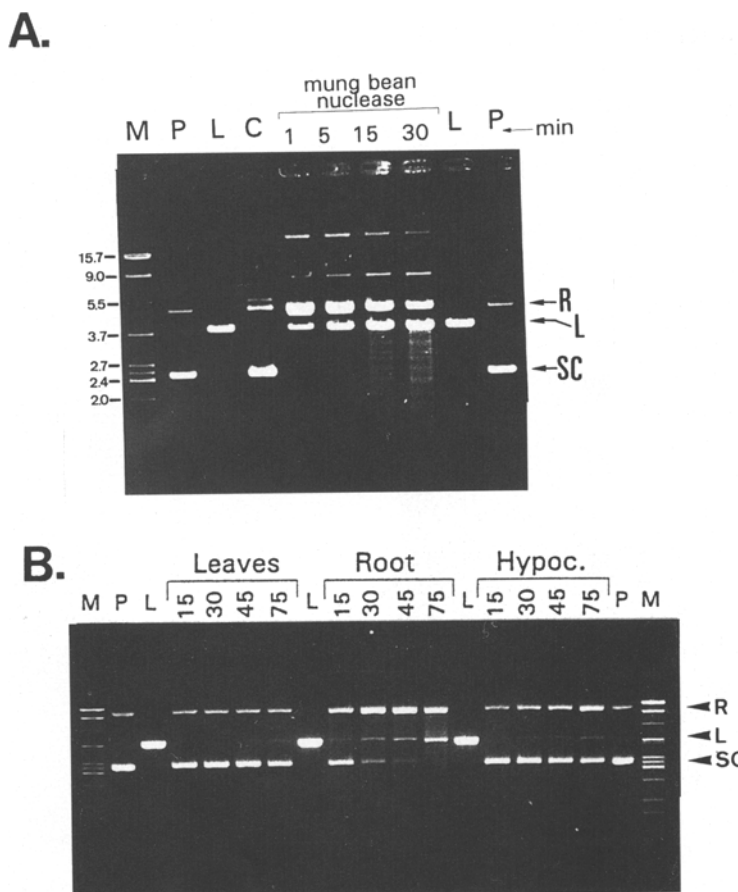 A.
mung bean
nuclease
M P L C 1 5 15 30 L P ← min
15.7
9.0
5.5
3.7
2.7
2.4
2.0
R
L
SC
B.
Leaves Root Hypoc.
M P L 15 30 45 75 L 15 30 45 75 L 15 30 45 75 P M
R
L
SC